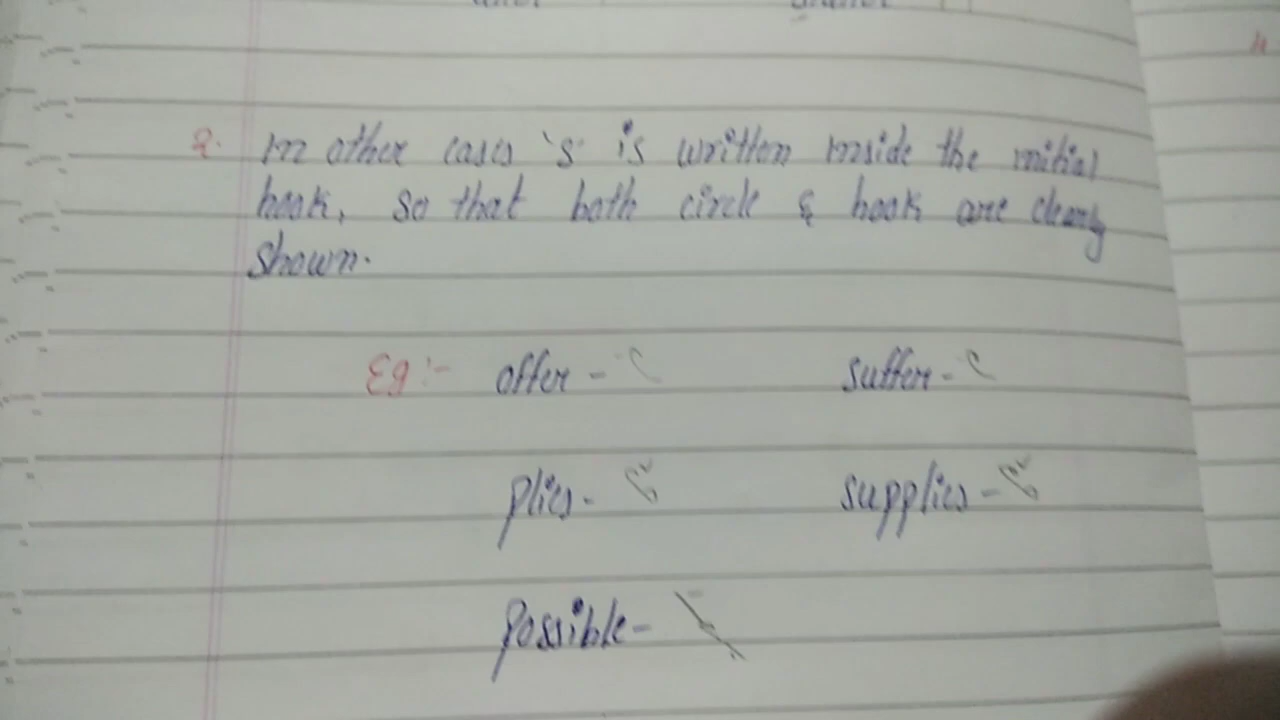 2. In other cases 's' is written inside the initial
hook, so that both circle & hook are clearly
shown.
Eg:- offer - suffer -
plies - supplies -
possible -